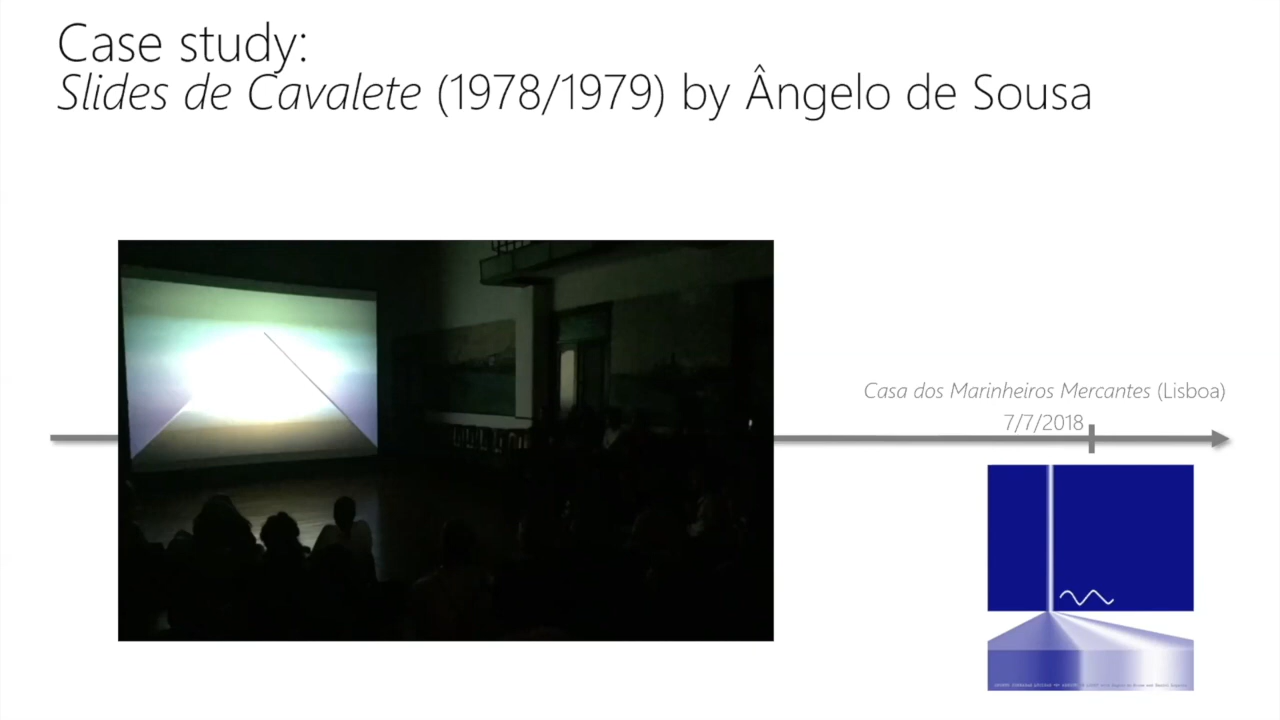 Case study:
Slides de Cavalete (1978/1979) by Ângelo de Sousa
Casa dos Marinheiros Mercantes (Lisboa)
7/7/2018